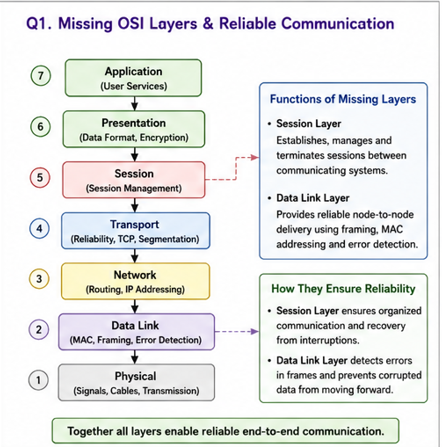 Q1. Missing OSI Layers & Reliable Communication
7
Application
(User Services)
6
Presentation
(Data Format, Encryption)
5
Session
(Session Management)
4
Transport
(Reliability, TCP, Segmentation)
3
Network
(Routing, IP Addressing)
2
Data Link
(MAC, Framing, Error Detection)
1
Physical
(Signals, Cables, Transmission)
Functions of Missing Layers
• Session Layer
Establishes, manages and
terminates sessions between
communicating systems.
• Data Link Layer
Provides reliable node-to-node
delivery using framing, MAC
addressing and error detection.
How They Ensure Reliability
• Session Layer ensures organized
communication and recovery
from interruptions.
• Data Link Layer detects errors
in frames and prevents corrupted
data from moving forward.
Together all layers enable reliable end-to-end communication.